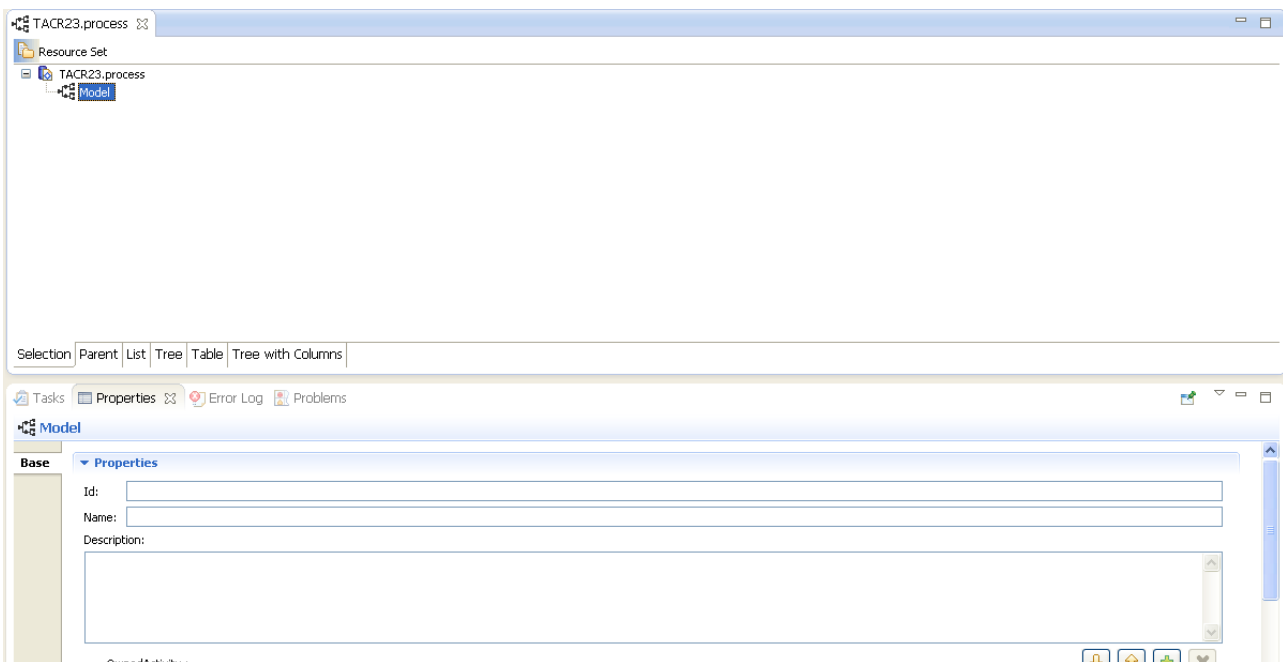 TACR23.process
Resource Set
TACR23.process
Model
Selection Parent List Tree Table Tree with Columns
Tasks Properties Error Log Problems
Model
Base Properties
Id:
Name:
Description:
OwnedActivity :